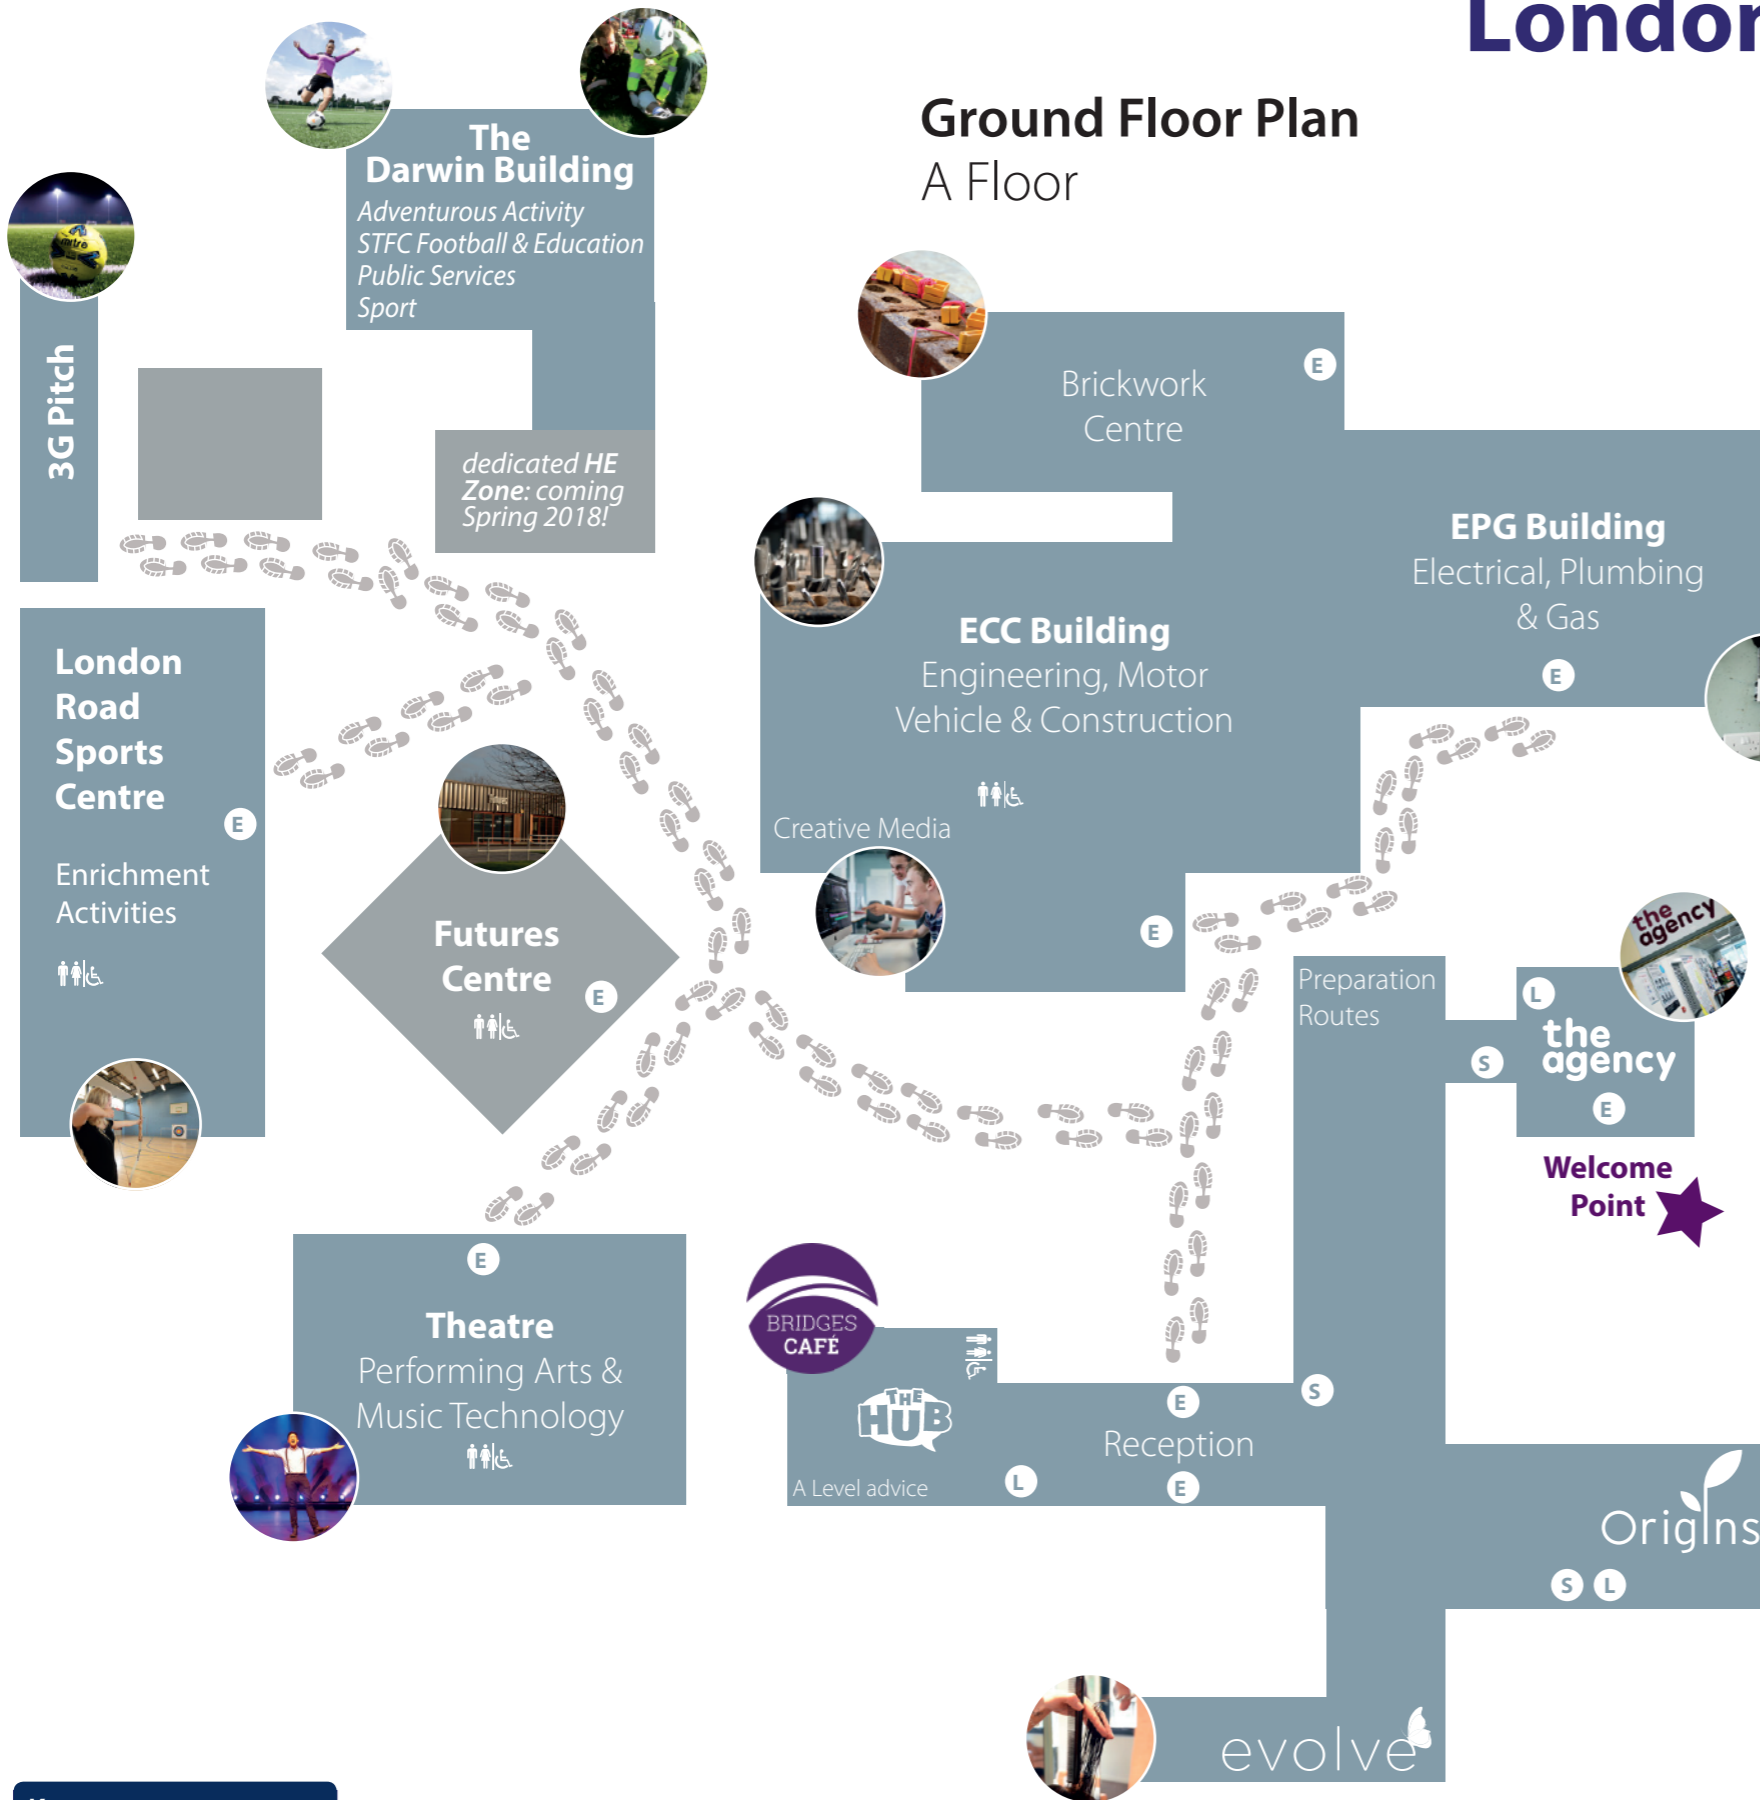 London
Ground Floor Plan
A Floor
The
Darwin Building
Adventurous Activity
STFC Football & Education
Public Services
Sport
mitre
3G Pitch
dedicated HE
Zone: coming
Spring 2018!
Brickwork
Centre
E
EPG Building
Electrical, Plumbing
& Gas
E
ECC Building
Engineering, Motor
Vehicle & Construction
Creative Media
E
London
Road
Sports
Centre
E
Enrichment
Activities
Futures
Centre
E
Preparation
Routes
the
agency
L
the
agency
S
E
Welcome
Point
E
Theatre
Performing Arts &
Music Technology
BRIDGES
CAFÉ
THE
HUB
A Level advice
L
E
Reception
E
S
Origins
S L
evolve